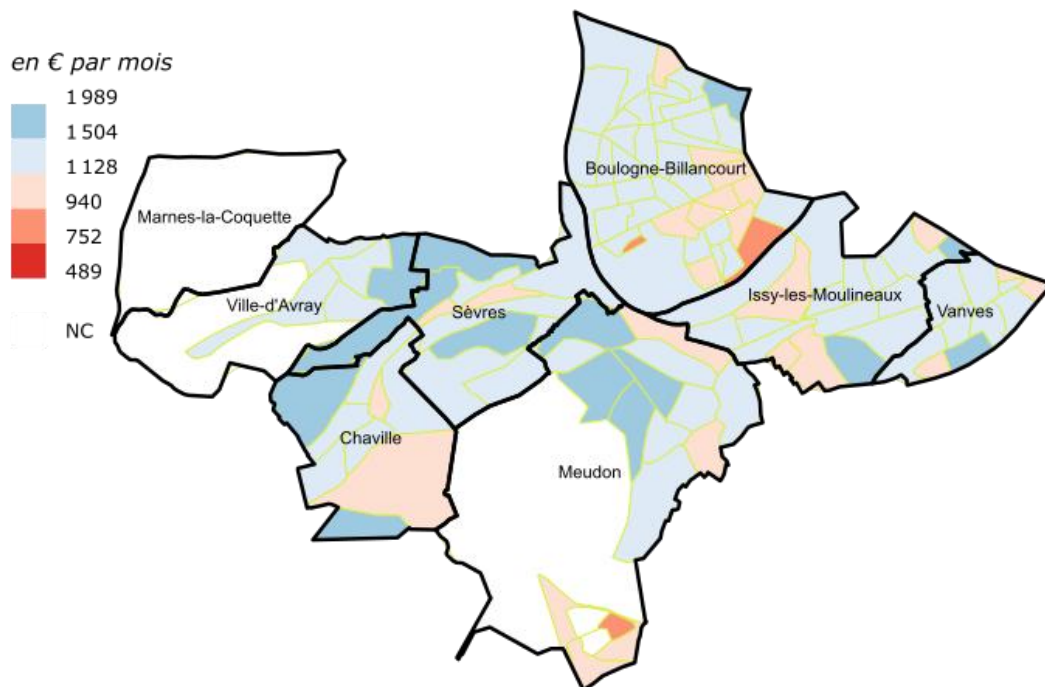 en € par mois
1 989
1 504
1 128
940
752
489
NC
Boulogne-Billancourt
Marnes-la-Coquette
Issy-les-Moulineaux
Ville-d'Avray
Sèvres
Vanves
Chaville
Meudon